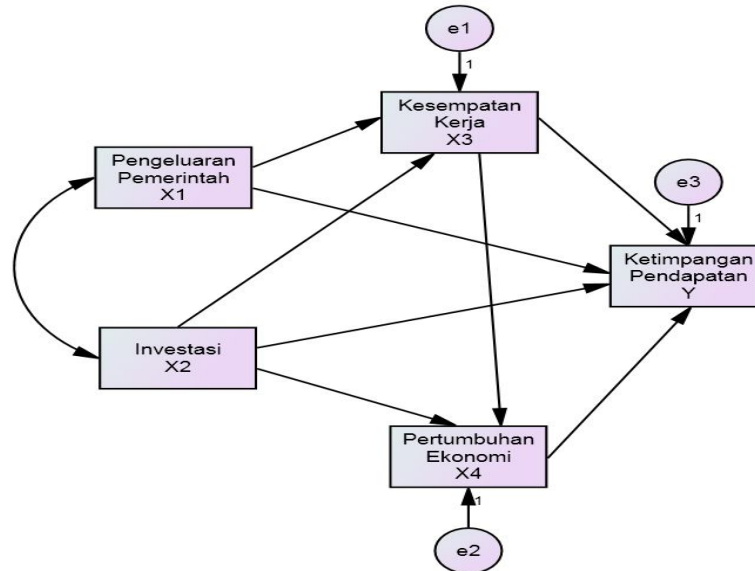 e1
1
Kesempatan
Kerja
X3
Pengeluaran
Pemerintah
X1
e3
1
Ketimpangan
Pendapatan
Y
Investasi
X2
Pertumbuhan
Ekonomi
X4
1
e2